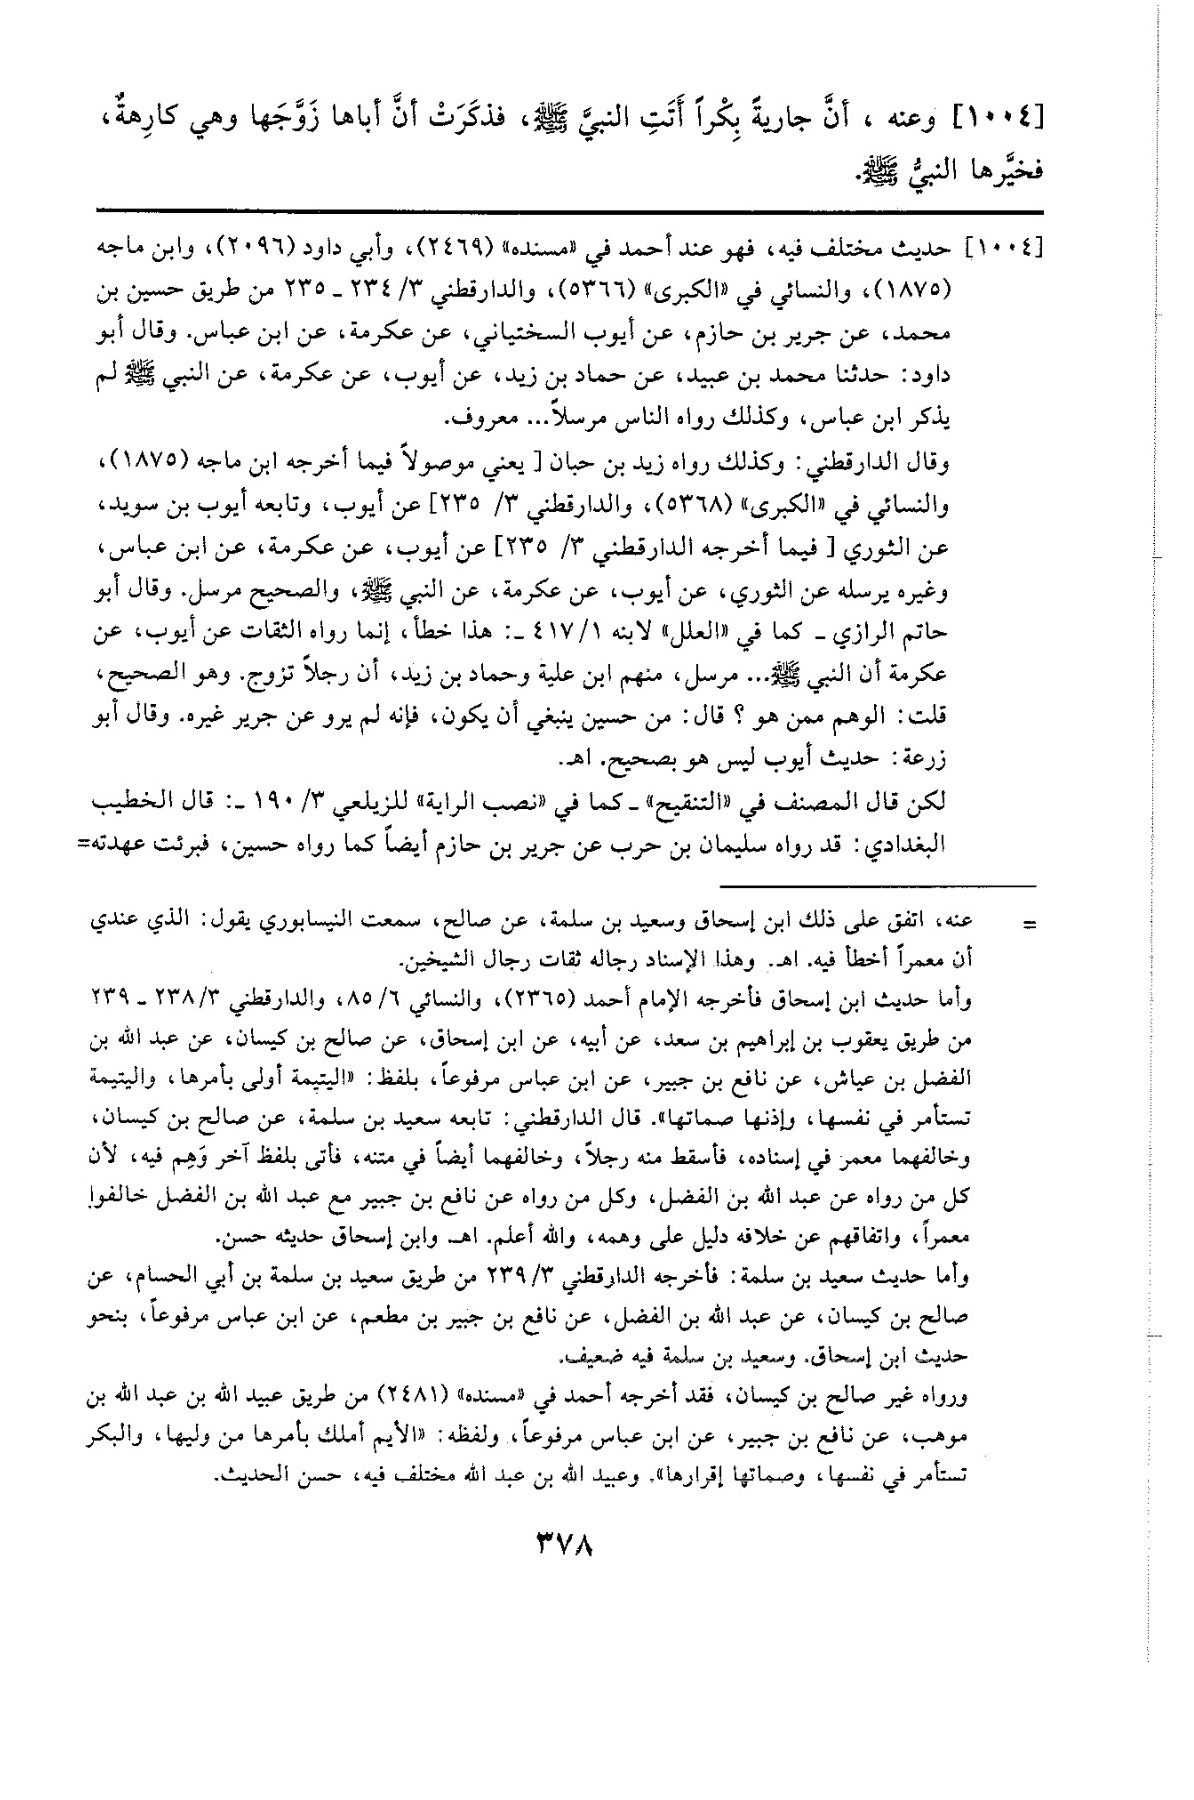 [١٠٠٤] وعنه ، أنَّ جاريةً بِكْراً أَتَتِ النبيَّ ﷺ، فذكَرَتْ أنَّ أباها زَوَّجَها وهي كارِهةٌ،
فخيَّرها النبيُّ ﷺ.
[١٠٠٤] حديث مختلف فيه، فهو عند أحمد في «مسنده» (٢٤٦٩)، وأبي داود (٢٠٩٦)، وابن ماجه
(١٨٧٥)، والنسائي في «الكبرى» (٥٣٦٦)، والدارقطني ٣/ ٢٣٤ ـ ٢٣٥ من طريق حسين بن
محمد، عن جرير بن حازم، عن أيوب السختياني، عن عكرمة، عن ابن عباس. وقال أبو
داود: حدثنا محمد بن عبيد، عن حماد بن زيد، عن أيوب، عن عكرمة، عن النبي ﷺ لم
يذكر ابن عباس، وكذلك رواه الناس مرسلاً... معروف.
وقال الدارقطني: وكذلك رواه زيد بن حبان [ يعني موصولاً فيما أخرجه ابن ماجه (١٨٧٥)،
والنسائي في «الكبرى» (٥٣٦٨)، والدارقطني ٣/ ٢٣٥] عن أيوب، وتابعه أيوب بن سويد،
عن الثوري [ فيما أخرجه الدارقطني ٣/ ٢٣٥] عن أيوب، عن عكرمة، عن ابن عباس،
وغيره يرسله عن الثوري، عن أيوب، عن عكرمة، عن النبي ﷺ، والصحيح مرسل. وقال أبو
حاتم الرازي ـ كما في «العلل» لابنه ٤١٧/١ ـ: هذا خطأ، إنما رواه الثقات عن أيوب، عن
عكرمة أن النبي ﷺ... مرسل، منهم ابن علية وحماد بن زيد، أن رجلاً تزوج. وهو الصحيح،
قلت: الوهم ممن هو ؟ قال: من حسين ينبغي أن يكون، فإنه لم يرو عن جرير غيره. وقال أبو
زرعة: حديث أيوب ليس هو بصحيح. اهـ.
لكن قال المصنف في «التنقيح» ـ كما في «نصب الراية» للزيلعي ٣/ ١٩٠ ـ: قال الخطيب
البغدادي: قد رواه سليمان بن حرب عن جرير بن حازم أيضاً كما رواه حسين، فبرئت عهدته=
= عنه، اتفق على ذلك ابن إسحاق وسعيد بن سلمة، عن صالح، سمعت النيسابوري يقول: الذي عندي
أن معمراً أخطأ فيه. اهـ. وهذا الإسناد رجاله ثقات رجال الشيخين.
وأما حديث ابن إسحاق فأخرجه الإمام أحمد (٢٣٦٥)، والنسائي ٨٥/٦، والدارقطني ٢٣٨/٣ ـ ٢٣٩
من طريق يعقوب بن إبراهيم بن سعد، عن أبيه، عن ابن إسحاق، عن صالح بن كيسان، عن عبد الله بن
الفضل بن عياش، عن نافع بن جبير، عن ابن عباس مرفوعاً، بلفظ: «اليتيمة أولى بأمرها، واليتيمة
تستأمر في نفسها، وإذنها صماتها». قال الدارقطني: تابعه سعيد بن سلمة، عن صالح بن كيسان،
وخالفهما معمر في إسناده، فأسقط منه رجلاً، وخالفهما أيضاً في متنه، فأتى بلفظ آخر وَهِم فيه، لأن
كل من رواه عن عبد الله بن الفضل، وكل من رواه عن نافع بن جبير مع عبد الله بن الفضل خالفوا
معمراً، واتفاقهم عن خلافه دليل على وهمه، والله أعلم. اهـ. وابن إسحاق حديثه حسن.
وأما حديث سعيد بن سلمة: فأخرجه الدارقطني ٢٣٩/٣ من طريق سعيد بن سلمة بن أبي الحسام، عن
صالح بن كيسان، عن عبد الله بن الفضل، عن نافع بن جبير بن مطعم، عن ابن عباس مرفوعاً، بنحو
حديث ابن إسحاق. وسعيد بن سلمة فيه ضعيف.
ورواه غير صالح بن كيسان، فقد أخرجه أحمد في «مسنده» (٢٤٨١) من طريق عبيد الله بن عبد الله بن
موهب، عن نافع بن جبير، عن ابن عباس مرفوعاً، ولفظه: «الأيم أملك بأمرها من وليها، والبكر
تستأمر في نفسها، وصماتها إقرارها». وعبيد الله بن عبد الله مختلف فيه، حسن الحديث.
٣٧٨